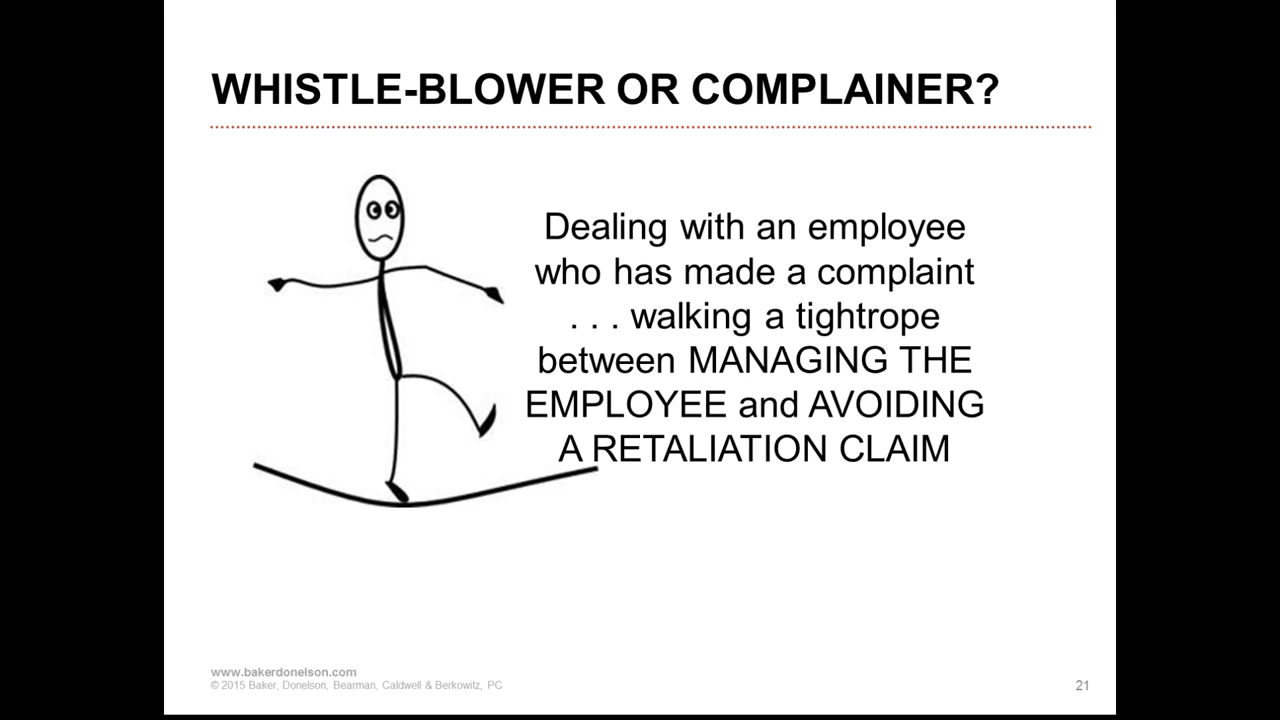 WHISTLE-BLOWER OR COMPLAINER?
Dealing with an employee
who has made a complaint
. . . walking a tightrope
between MANAGING THE
EMPLOYEE and AVOIDING
A RETALIATION CLAIM
www.bakerdonelson.com
© 2015 Baker, Donelson, Bearman, Caldwell & Berkowitz, PC
21